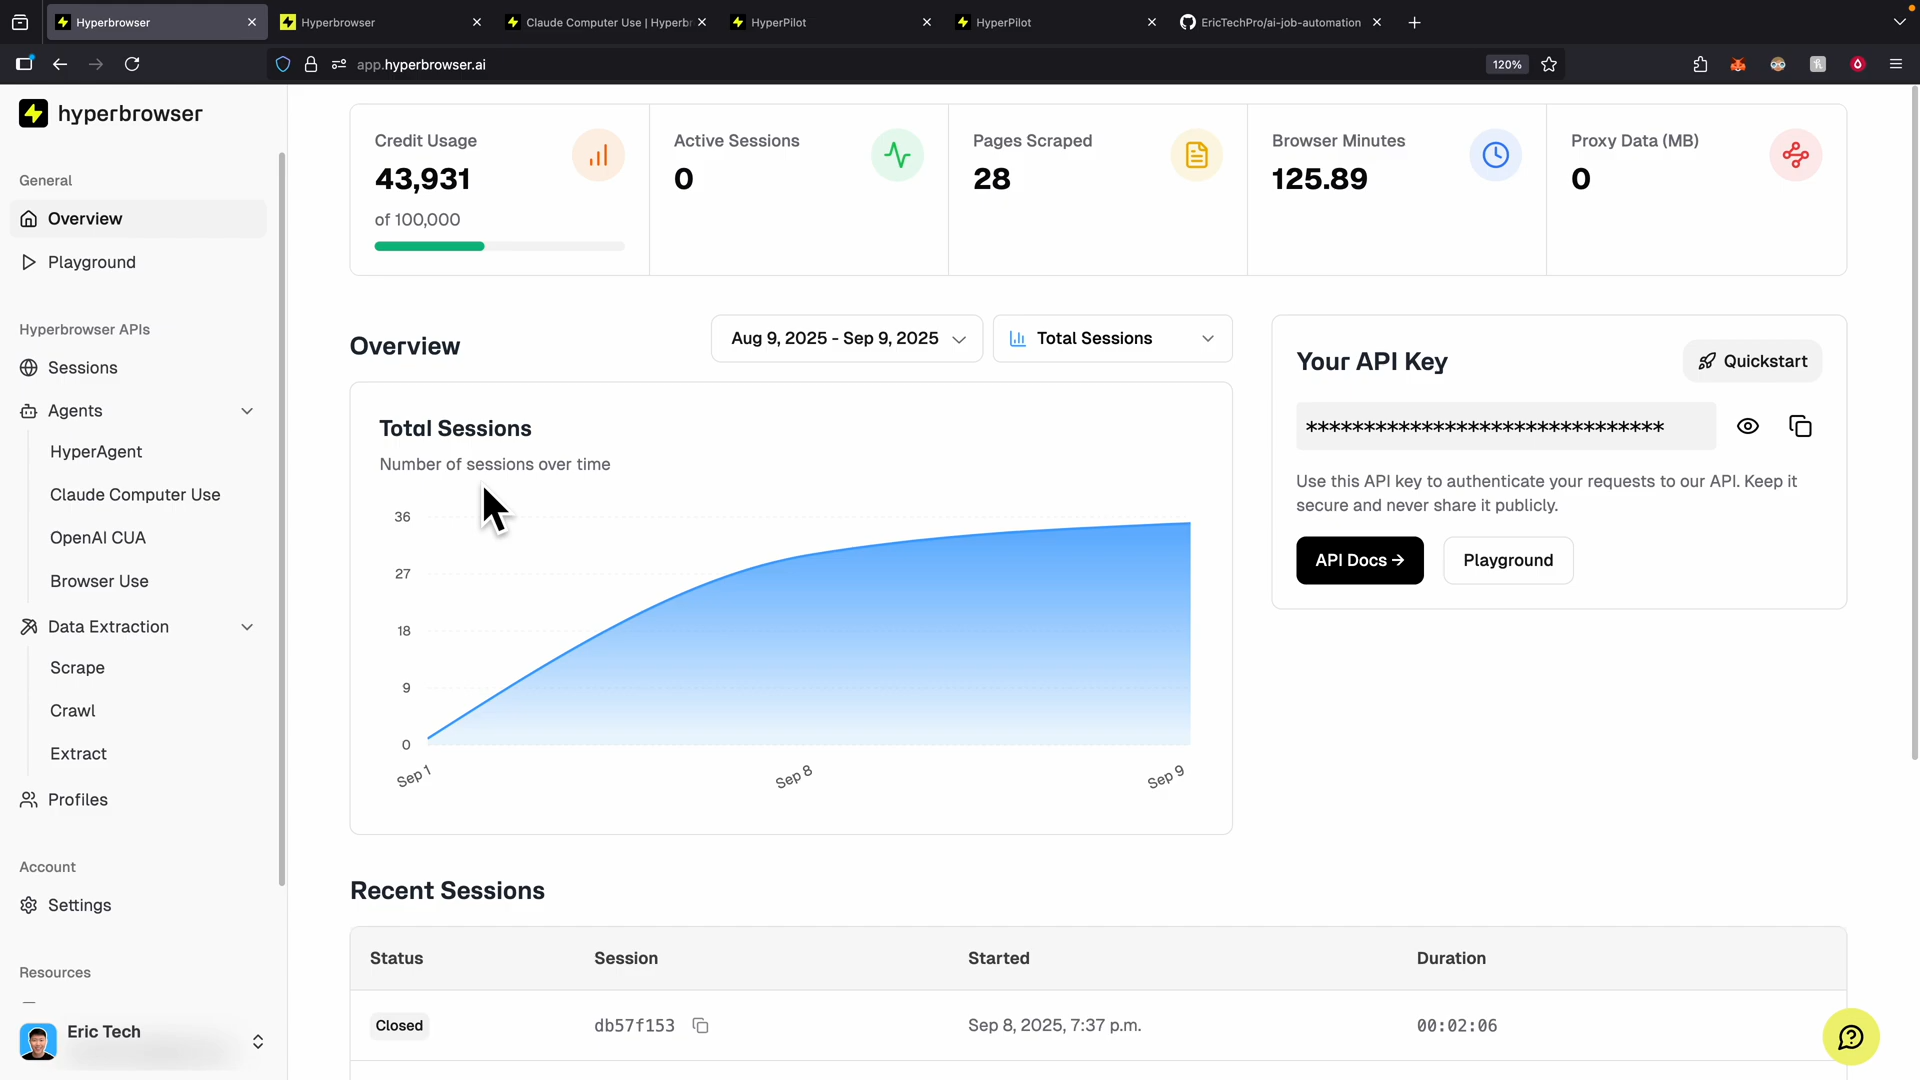 Hyperbrowser
Hyperbrowser
Claude Computer Use | Hyperbr
HyperPilot
HyperPilot
EricTechPro/ai-job-automation
app.hyperbrowser.ai
120%
hyperbrowser
General
Overview
Playground
Hyperbrowser APIs
Sessions
Agents
HyperAgent
Claude Computer Use
OpenAI CUA
Browser Use
Data Extraction
Scrape
Crawl
Extract
Profiles
Account
Settings
Resources
Eric Tech
Credit Usage
43,931
of 100,000
Active Sessions
0
Pages Scraped
28
Browser Minutes
125.89
Proxy Data (MB)
0
Overview
Aug 9, 2025 - Sep 9, 2025
Total Sessions
Total Sessions
Number of sessions over time
36
27
18
9
0
Sep 1
Sep 8
Sep 9
Your API Key
Quickstart
*******************************
Use this API key to authenticate your requests to our API. Keep it
secure and never share it publicly.
API Docs →
Playground
Recent Sessions
Status Session Started Duration
Closed db57f153 Sep 8, 2025, 7:37 p.m. 00:02:06